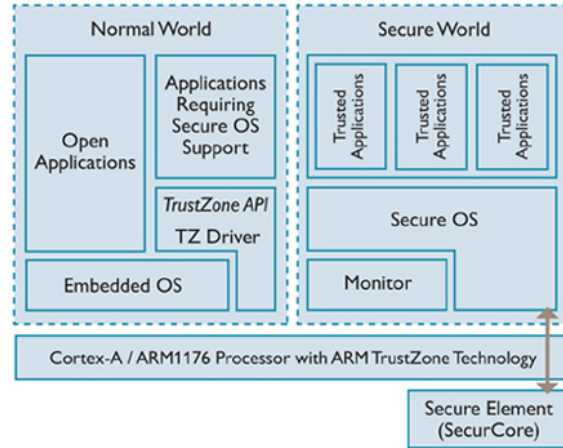 Normal World
Open
Applications
Applications
Requiring
Secure OS
Support
TrustZone API
TZ Driver
Embedded OS
Secure World
Trusted
Applications
Trusted
Applications
Trusted
Applications
Secure OS
Monitor
Cortex-A / ARM1176 Processor with ARM TrustZone Technology
Secure Element
(SecurCore)